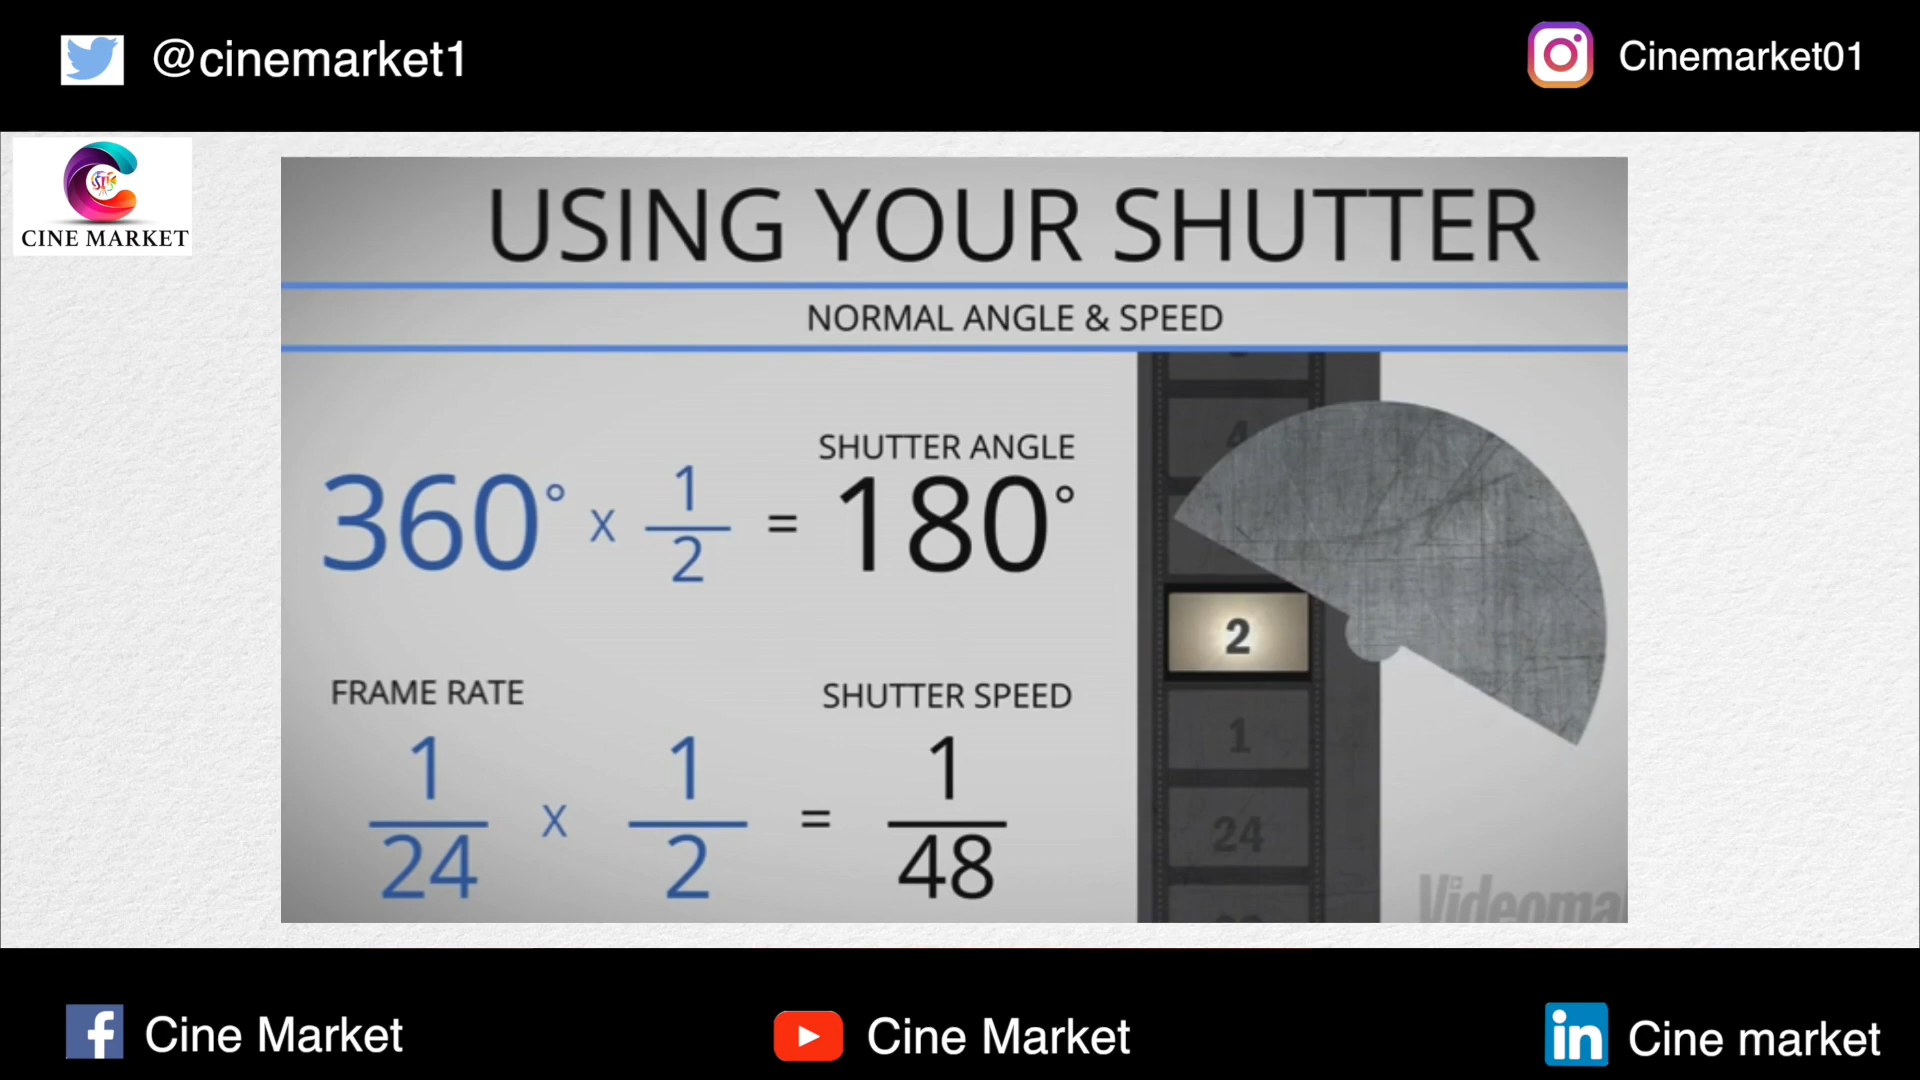 @cinemarket1
Cinemarket01
CINE MARKET
USING YOUR SHUTTER
NORMAL ANGLE & SPEED
SHUTTER ANGLE
360° x 1/2 = 180°
FRAME RATE
SHUTTER SPEED
1/24 x 1/2 = 1/48
4
2
1
24
Cine Market
Cine Market
Cine market